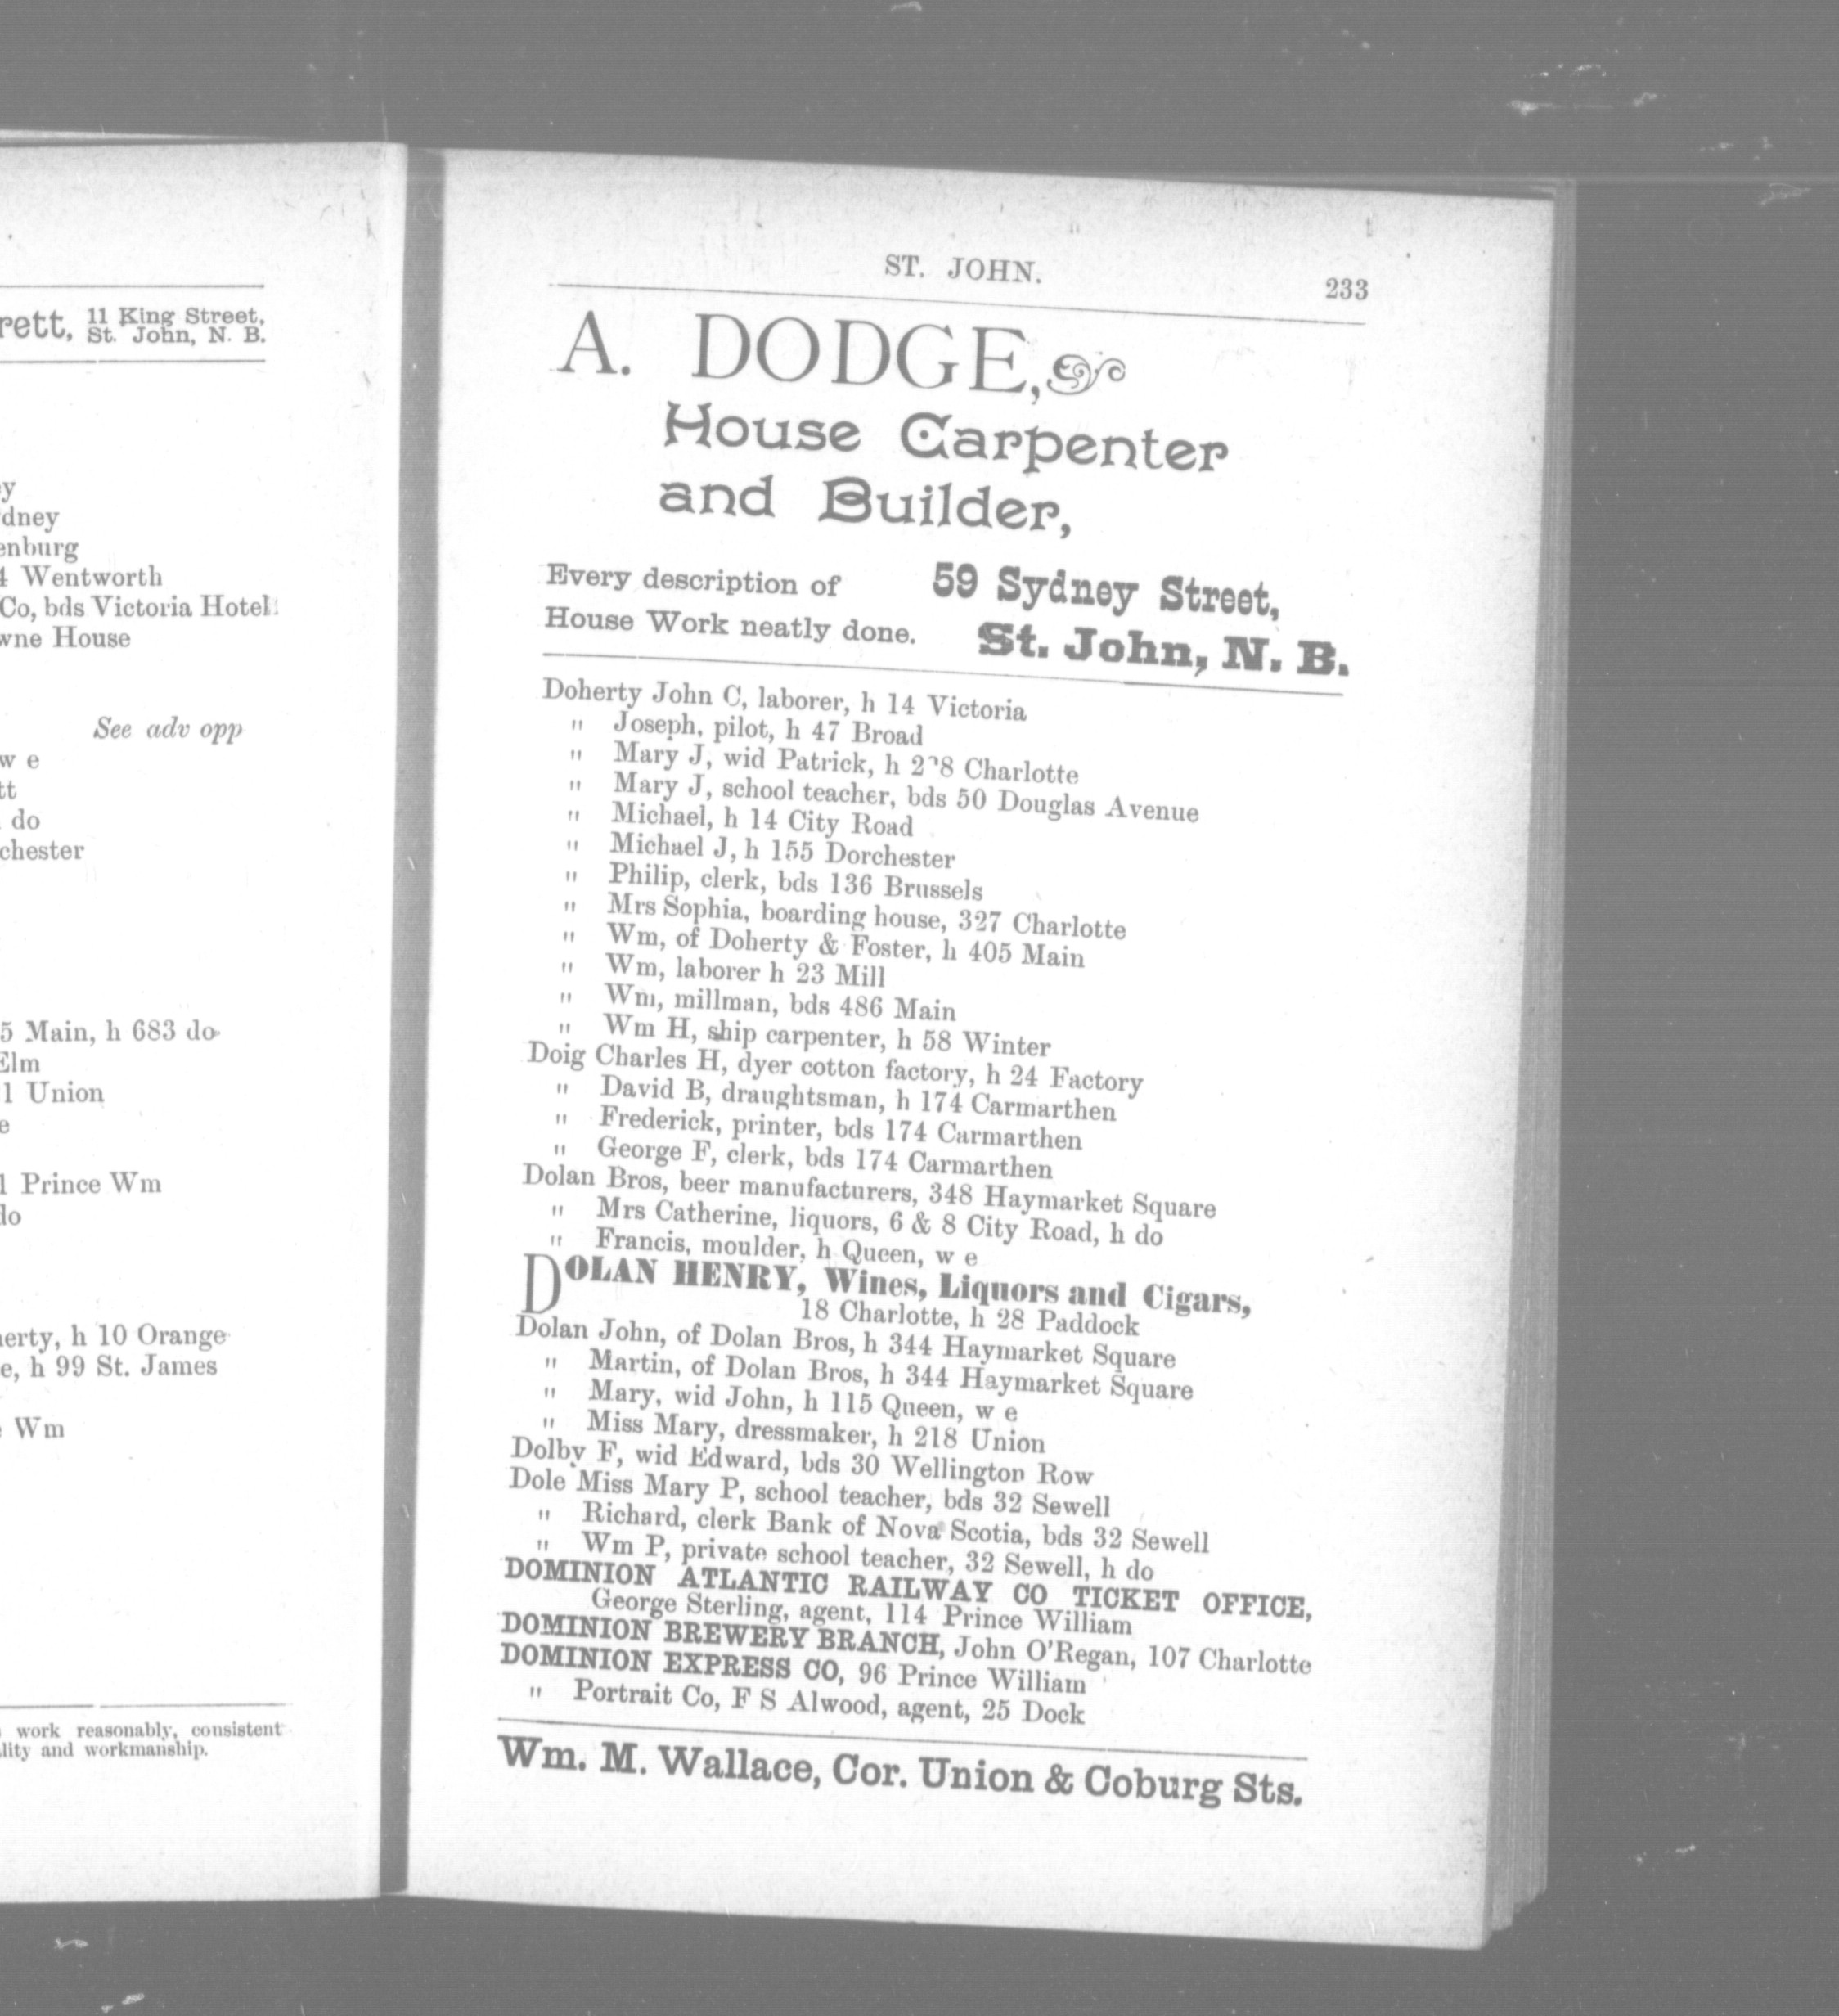 rett, 11 King Street,
St. John, N. B.
y
dney
enburg
4 Wentworth
Co, bds Victoria Hotel
wne House
See adv opp
w e
tt
do
chester
5 Main, h 683 do
Elm
1 Union
e
1 Prince Wm
do
herty, h 10 Orange
e, h 99 St. James
Wm
work reasonably, consistent
lity and workmanship.
ST. JOHN. 233
A. DODGE,
House Carpenter
and Builder,
Every description of
House Work neatly done.
59 Sydney Street,
St. John, N. B.
Doherty John C, laborer, h 14 Victoria
" Joseph, pilot, h 47 Broad
" Mary J, wid Patrick, h Charlotte
" Mary J, school teacher, bds 50 Douglas Avenue
" Michael, h 14 City Road
" Michael J, h 155 Dorchester
" Philip, clerk, bds 136 Brussels
" Mrs Sophia, boarding house, 327 Charlotte
" Wm, of Doherty & Foster, h 405 Main
" Wm, laborer h 23 Mill
" Wm, millman, bds 486 Main
" Wm H, ship carpenter, h 58 Winter
Doig Charles H, dyer cotton factory, h 24 Factory
" David B, draughtsman, h 174 Carmarthen
" Frederick, printer, bds 174 Carmarthen
" George F, clerk, bds 174 Carmarthen
Dolan Bros, beer manufacturers, 348 Haymarket Square
" Mrs Catherine, liquors, 6 & 8 City Road, h do
" Francis, moulder, h Queen, w e
DOLAN HENRY, Wines, Liquors and Cigars,
18 Charlotte, h 28 Paddock
Dolan John, of Dolan Bros, h 344 Haymarket Square
" Martin, of Dolan Bros, h 344 Haymarket Square
" Mary, wid John, h 115 Queen, w e
" Miss Mary, dressmaker, h 218 Union
Dolby F, wid Edward, bds 30 Wellington Row
Dole Miss Mary P, school teacher, bds 32 Sewell
" Richard, clerk Bank of Nova Scotia, bds 32 Sewell
" Wm P, private school teacher, 32 Sewell, h do
DOMINION ATLANTIC RAILWAY CO TICKET OFFICE,
George Sterling, agent, 114 Prince William
DOMINION BREWERY BRANCH, John O'Regan, 107 Charlotte
DOMINION EXPRESS CO, 96 Prince William
" Portrait Co, F S Alwood, agent, 25 Dock
Wm. M. Wallace, Cor. Union & Coburg Sts.